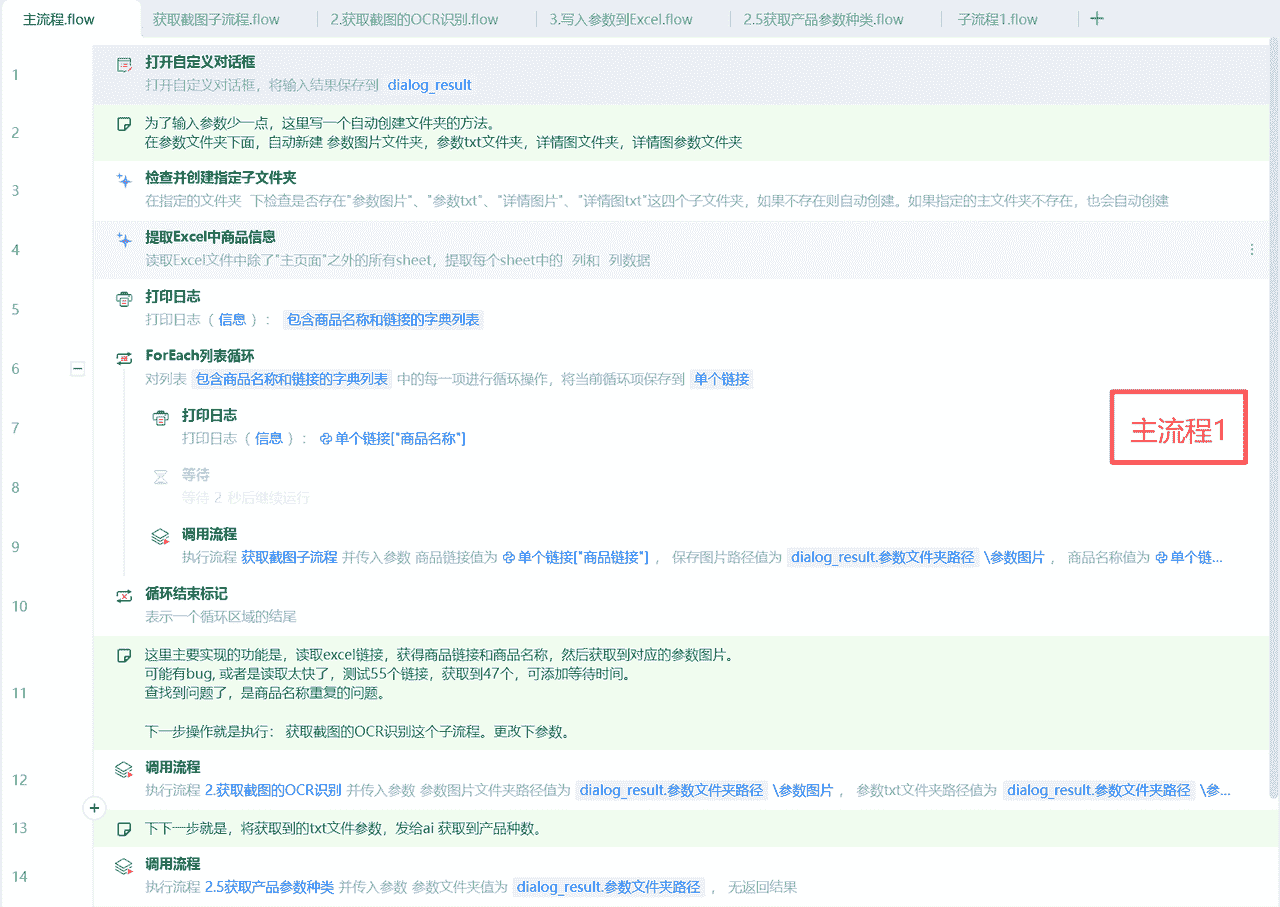 主流程.flow 获取截图子流程.flow 2.获取截图的OCR识别.flow 3.写入参数到Excel.flow 2.5获取产品参数种类.flow 子流程1.flow +
1 打开自定义对话框
打开自定义对话框，将输入结果保存到 dialog_result
2 为了输入参数少一点，这里写一个自动创建文件夹的方法。
在参数文件夹下面，自动新建 参数图片文件夹，参数txt文件夹，详情图文件夹，详情图参数文件夹
3 检查并创建指定子文件夹
在指定的文件夹 下检查是否存在"参数图片"、"参数txt"、"详情图片"、"详情图txt"这四个子文件夹，如果不存在则自动创建。如果指定的主文件夹不存在，也会自动创建
4 提取Excel中商品信息
读取Excel文件中除了"主页面"之外的所有sheet，提取每个sheet中的 列和 列数据
5 打印日志
打印日志（ 信息 ）： 包含商品名称和链接的字典列表
6 ForEach列表循环
对列表 包含商品名称和链接的字典列表 中的每一项进行循环操作，将当前循环项保存到 单个链接
7 打印日志
打印日志（ 信息 ）： 单个链接["商品名称"]
主流程1
8 等待
等待 2 秒后继续运行
9 调用流程
执行流程 获取截图子流程 并传入参数 商品链接值为 单个链接["商品链接"] ， 保存图片路径值为 dialog_result.参数文件夹路径 \参数图片 ， 商品名称值为 单个链...
10 循环结束标记
表示一个循环区域的结尾
11 这里主要实现的功能是，读取excel链接，获得商品链接和商品名称，然后获取到对应的参数图片。
可能有bug, 或者是读取太快了，测试55个链接，获取到47个，可添加等待时间。
查找到问题了，是商品名称重复的问题。
下一步操作就是执行： 获取截图的OCR识别这个子流程。更改下参数。
12 调用流程
执行流程 2.获取截图的OCR识别 并传入参数 参数图片文件夹路径值为 dialog_result.参数文件夹路径 \参数图片 ， 参数txt文件夹路径值为 dialog_result.参数文件夹路径 \参...
13 下下一步就是，将获取到的txt文件参数，发给ai 获取到产品种数。
14 调用流程
执行流程 2.5获取产品参数种类 并传入参数 参数文件夹值为 dialog_result.参数文件夹路径 ， 无返回结果